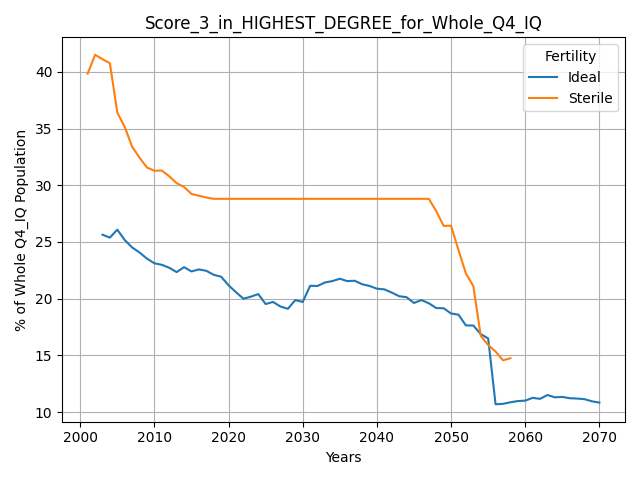 Score_3_in_HIGHEST_DEGREE_for_Whole_Q4_IQ
% of Whole Q4_IQ Population
40
35
30
25
20
15
10
Fertility
Ideal
Sterile
2000 2010 2020 2030 2040 2050 2060 2070
Years